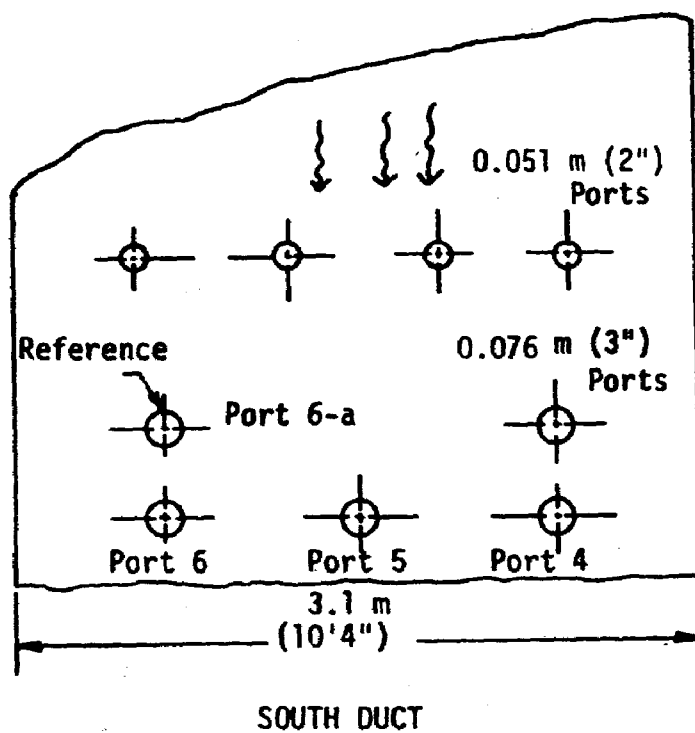 0.051 m (2")
Ports
Reference
0.076 m (3")
Ports
Port 6-a
Port 6
Port 5
Port 4
3.1 m
(10'4")
SOUTH DUCT